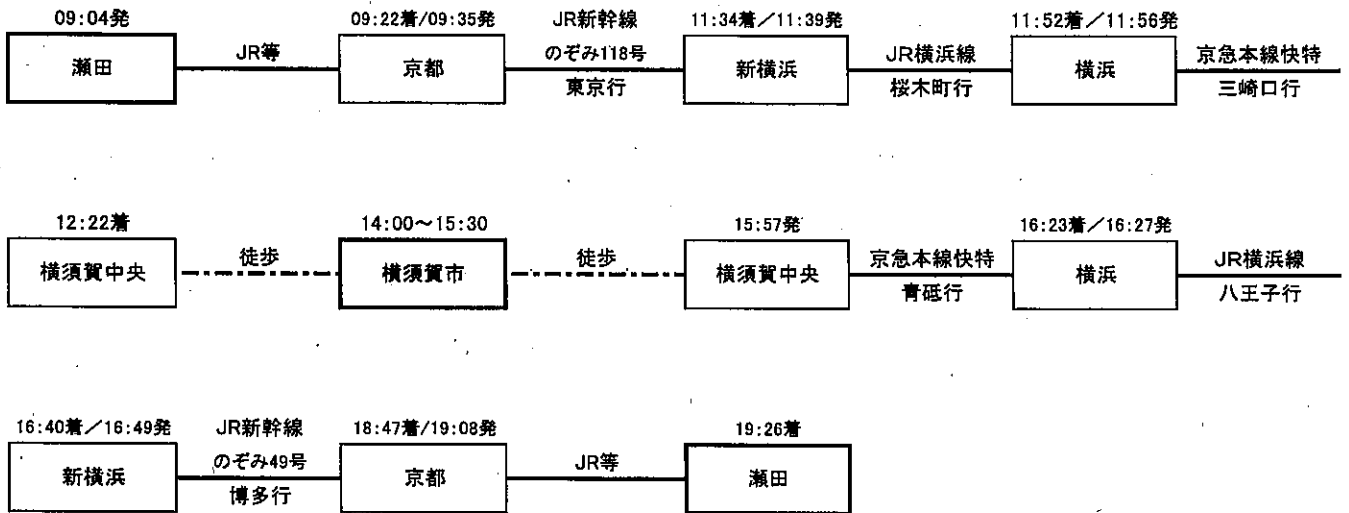 09:04発 09:22着/09:35発 JR新幹線 11:34着／11:39発 11:52着／11:56発
瀬田 JR等 京都 のぞみ118号 新横浜 JR横浜線 横浜 京急本線快特
東京行 桜木町行 三崎口行
12:22着 14:00～15:30 15:57発 16:23着／16:27発
横須賀中央 徒歩 横須賀市 徒歩 横須賀中央 京急本線快特 横浜 JR横浜線
青砥行 八王子行
16:40着／16:49発 JR新幹線 18:47着/19:08発 19:26着
新横浜 のぞみ49号 京都 JR等 瀬田
博多行